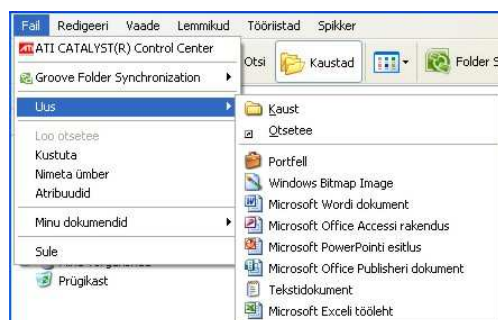 Fail Redigeeri Vaade Lemmikud Tööriistad Spikker
ATI CATALYST(R) Control Center
Otsi Kaustad Folder S
Groove Folder Synchronization
Uus
Kaust
Otsetee
Loo otsetee
Kustuta
Nimeta ümber
Atribuudid
Portfell
Windows Bitmap Image
Microsoft Wordi dokument
Microsoft Office Accessi rakendus
Minu dokumendid
Microsoft PowerPointi esitlus
Sule
Microsoft Office Publisheri dokument
Prügikast
Tekstidokument
Microsoft Exceli tööleht